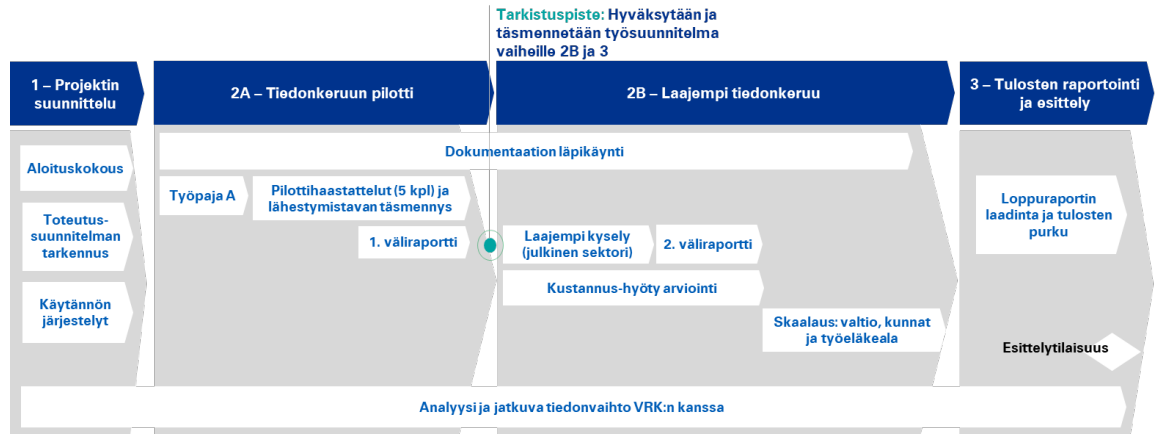 Tarkistuspiste: Hyväksytään ja
täsmennetään työsuunnitelma
vaiheille 2B ja 3
1 – Projektin
suunnittelu
2A – Tiedonkeruun pilotti
2B – Laajempi tiedonkeruu
3 – Tulosten raportointi
ja esittely
Dokumentaation läpikäynti
Aloituskokous
Toteutus-
suunnitelman
tarkennus
Käytännön
järjestelyt
Työpaja A
Pilottihaastattelut (5 kpl) ja
lähestymistavan täsmennys
1. väliraportti
Laajempi kysely
(julkinen sektori)
2. väliraportti
Kustannus-hyöty arviointi
Skaalaus: valtio, kunnat
ja työeläkeala
Loppuraportin
laadinta ja tulosten
purku
Esittelytilaisuus
Analyysi ja jatkuva tiedonvaihto VRK:n kanssa